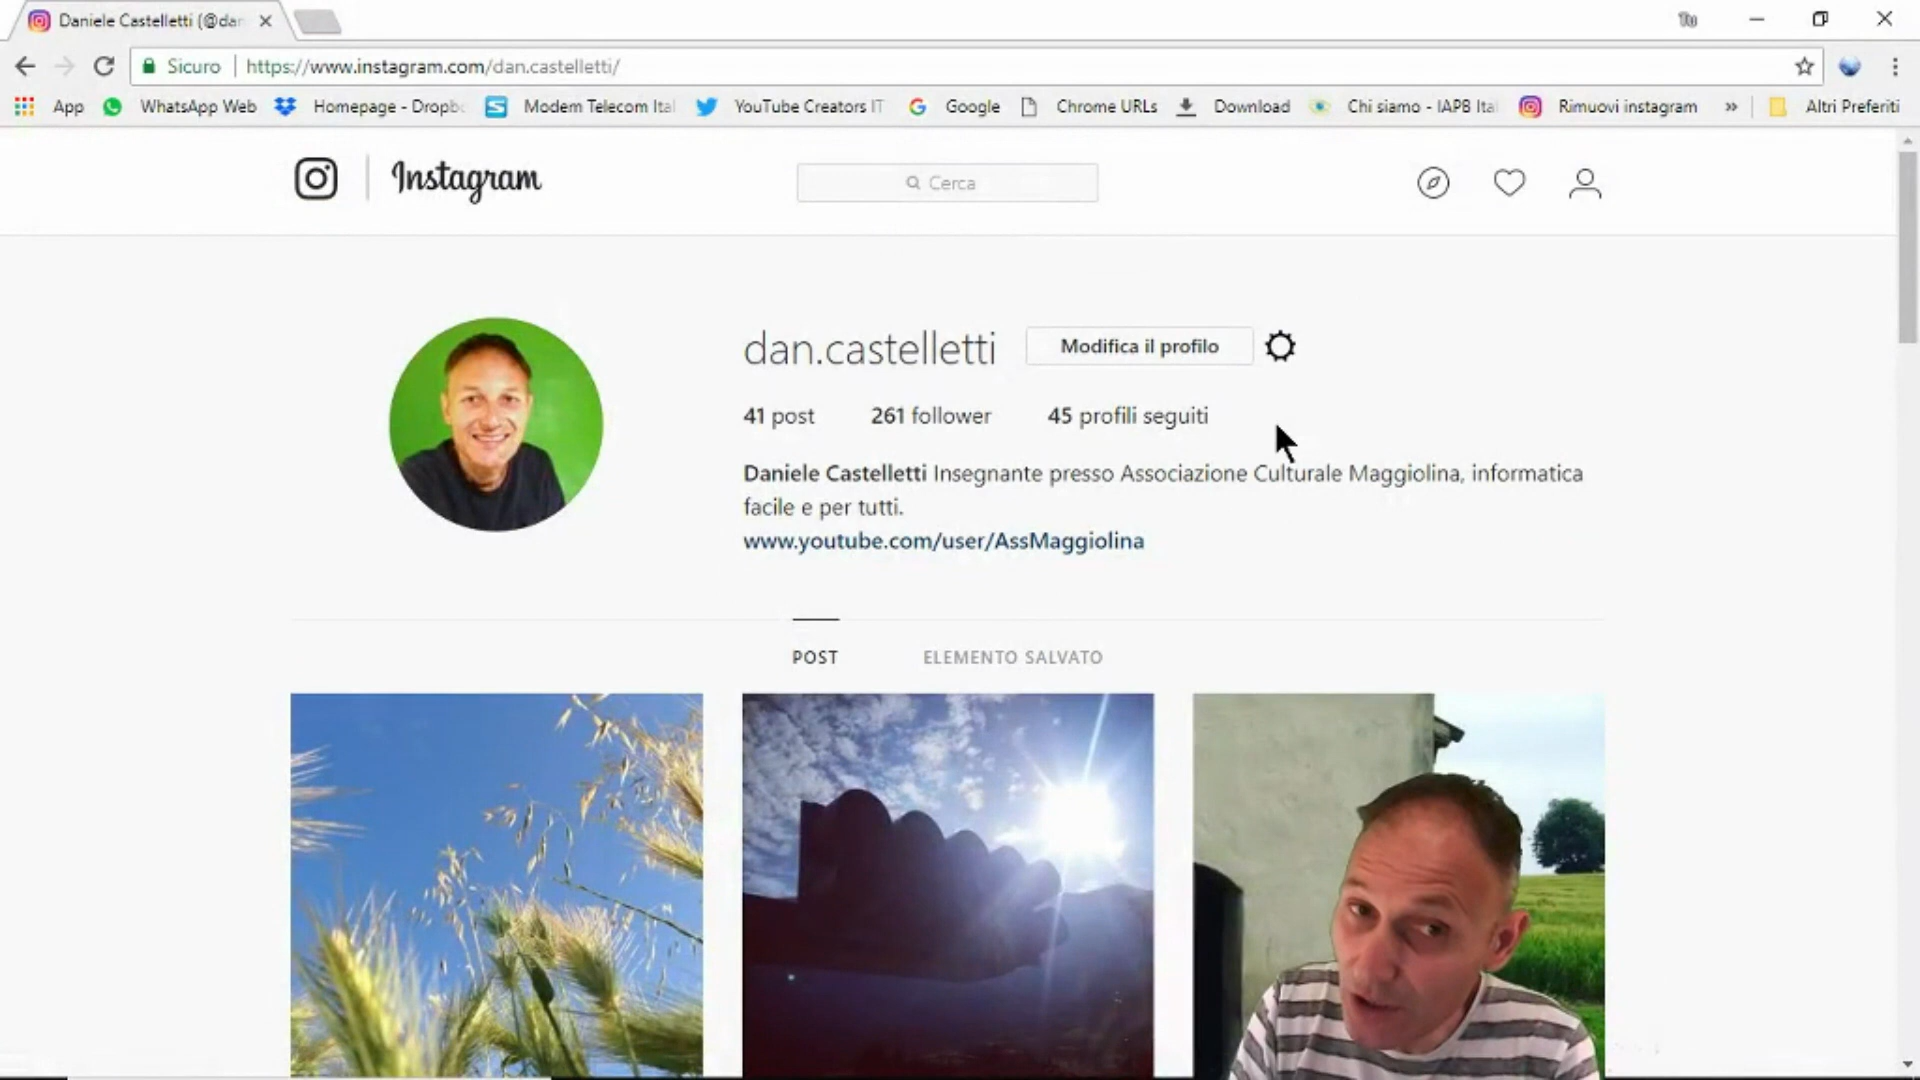 Daniele Castelletti (@dan
Sicuro https://www.instagram.com/dan.castelletti/
App WhatsApp Web Homepage - Dropb Modem Telecom Ital YouTube Creators IT Google Chrome URLs Download Chi siamo - IAPB Ita Rimuovi instagram » Altri Preferiti
Instagram Cerca
dan.castelletti Modifica il profilo
41 post 261 follower 45 profili seguiti
Daniele Castelletti Insegnante presso Associazione Culturale Maggiolina, informatica
facile e per tutti.
www.youtube.com/user/AssMaggiolina
POST ELEMENTO SALVATO